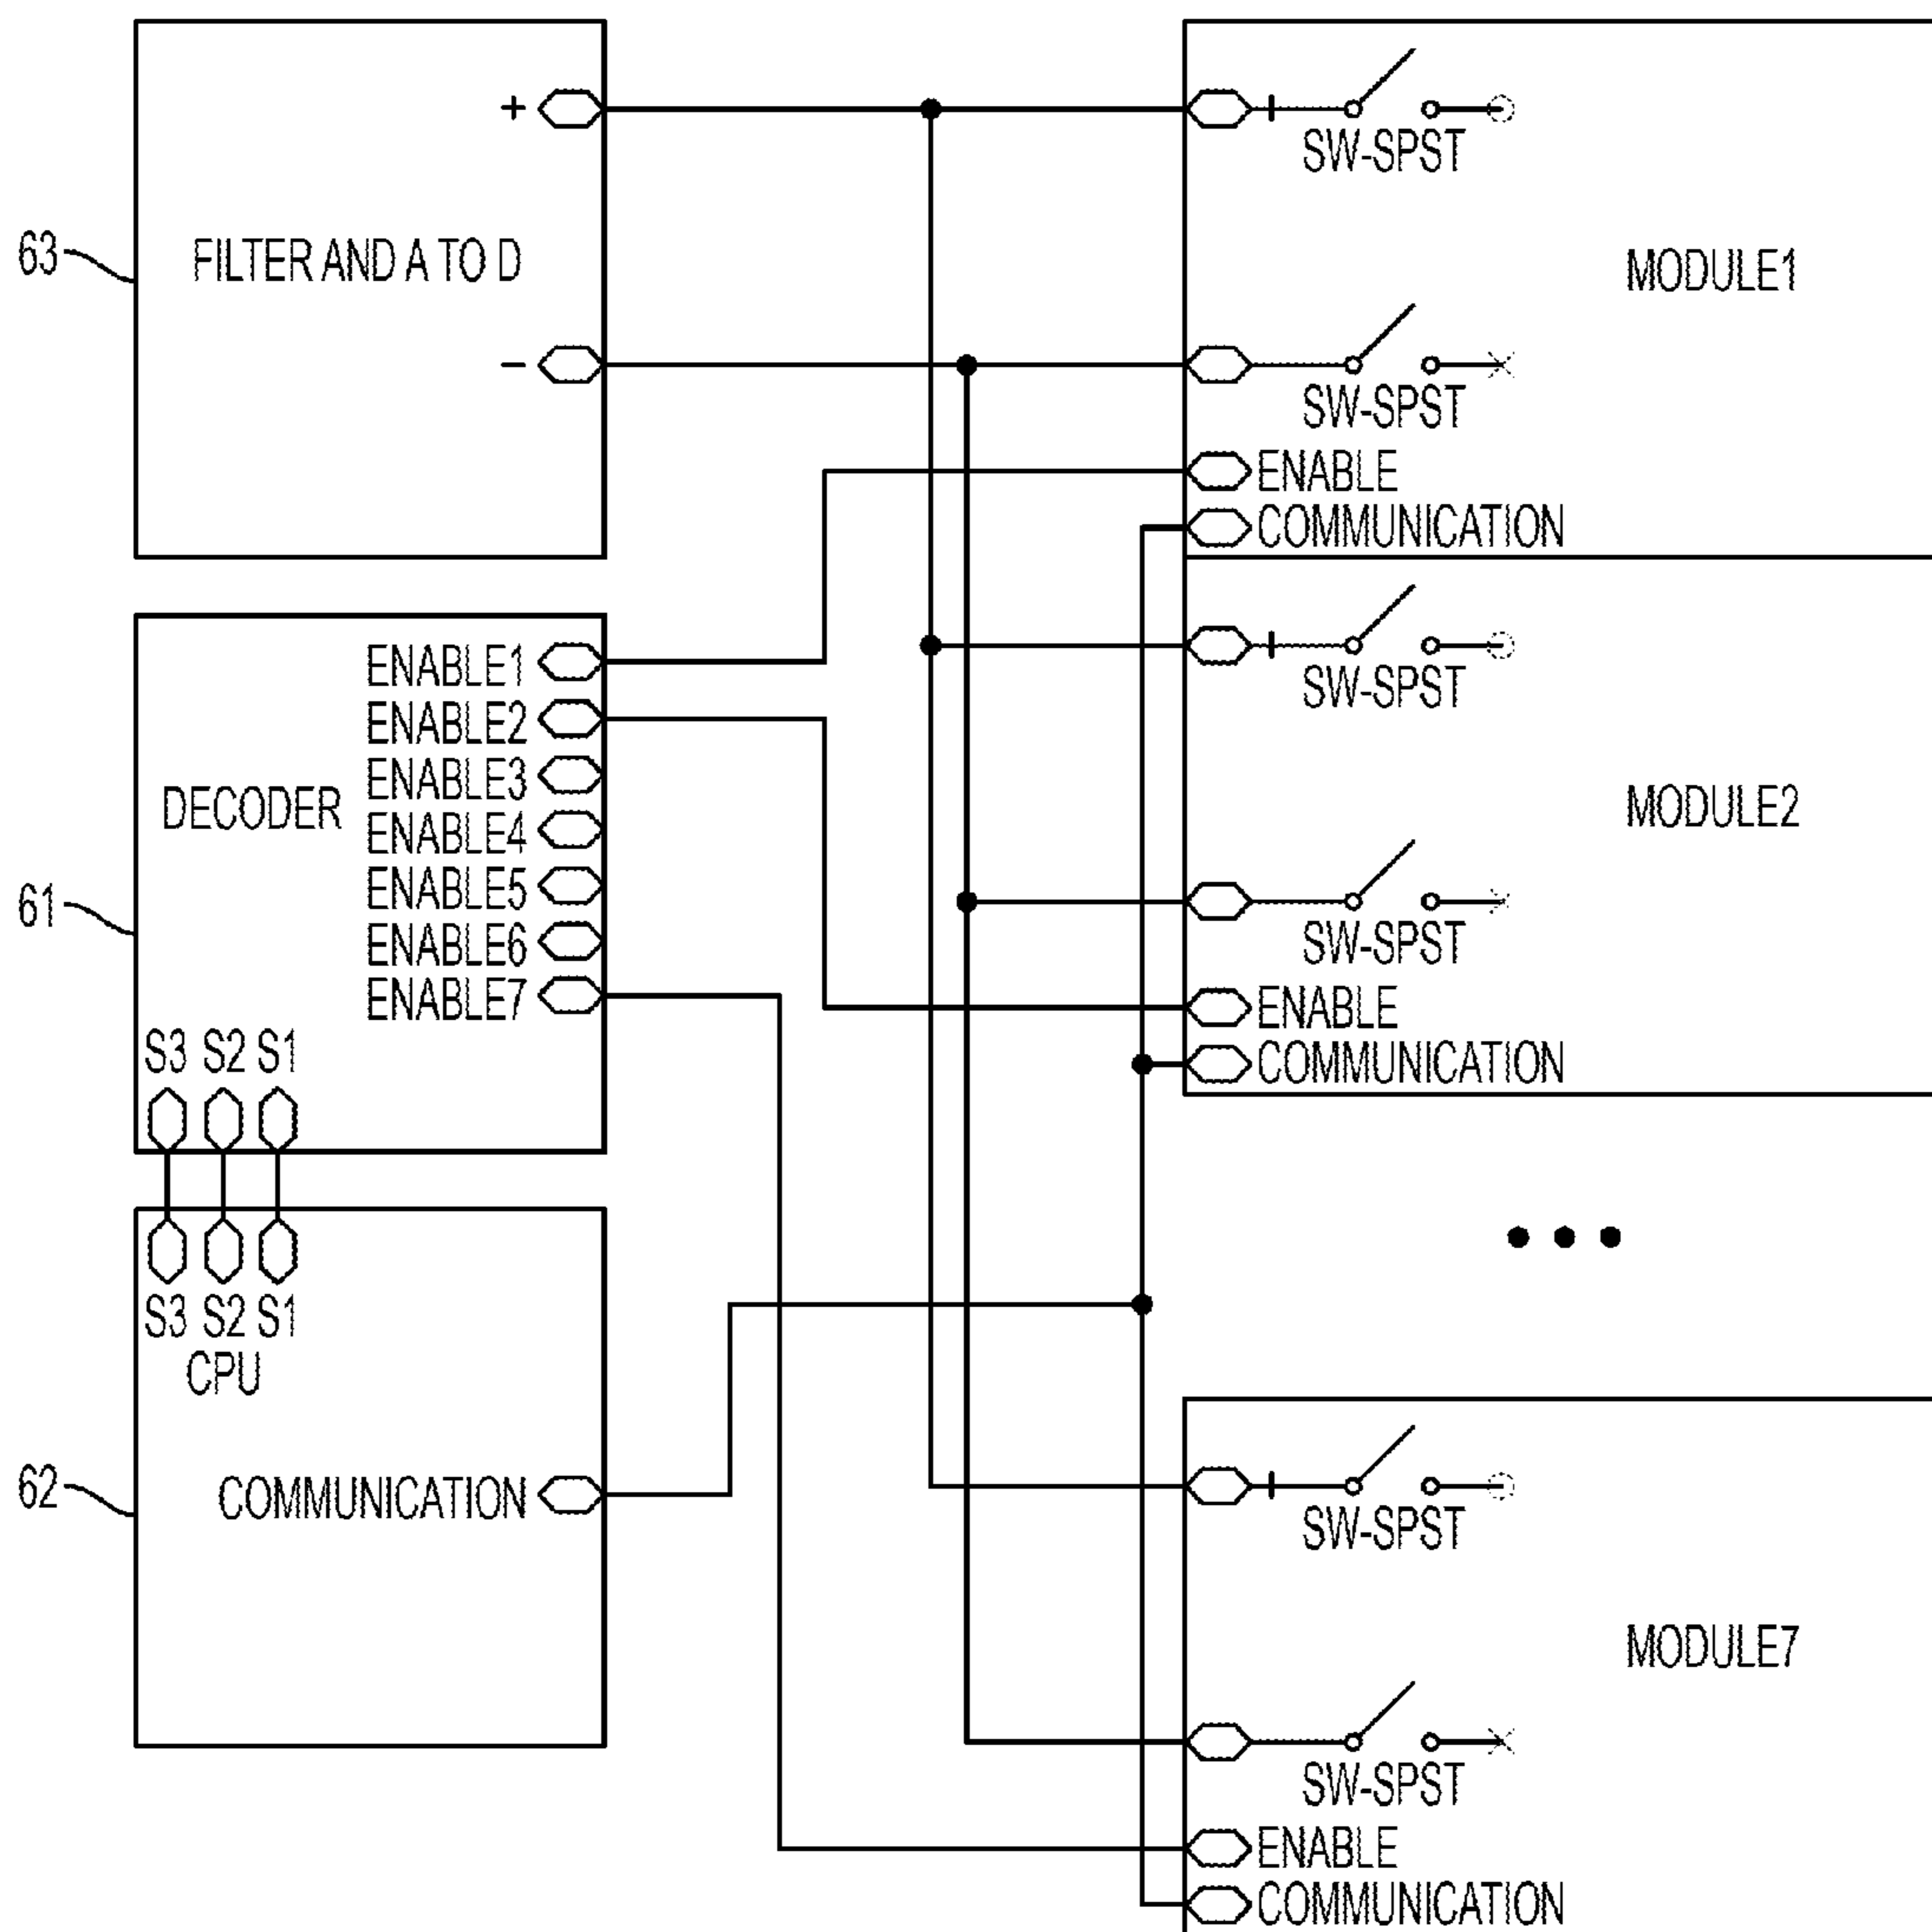 63
+
FILTER AND A TO D
−
61
DECODER
ENABLE1
ENABLE2
ENABLE3
ENABLE4
ENABLE5
ENABLE6
ENABLE7
S3 S2 S1
S3 S2 S1
CPU
62
COMMUNICATION
SW-SPST
MODULE1
SW-SPST
ENABLE
COMMUNICATION
SW-SPST
MODULE2
SW-SPST
ENABLE
COMMUNICATION
SW-SPST
MODULE7
SW-SPST
ENABLE
COMMUNICATION